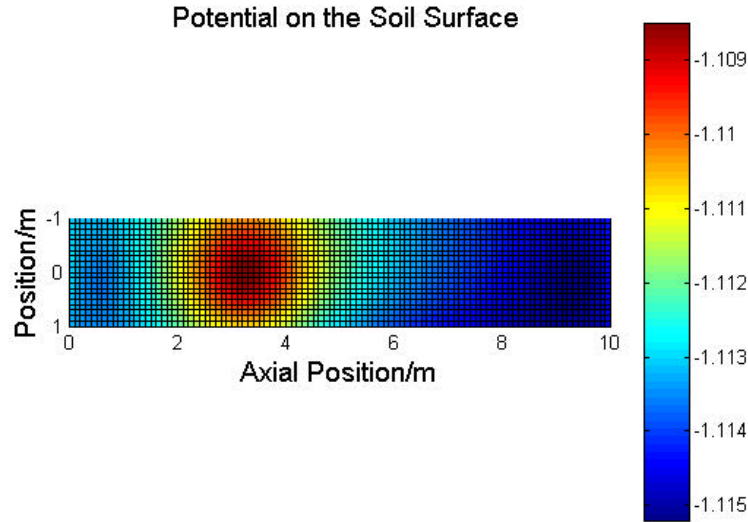 Potential on the Soil Surface
-1.109
-1.11
-1.111
-1.112
-1.113
-1.114
-1.115
Position/m
-1
0
1
0 2 4 6 8 10
Axial Position/m